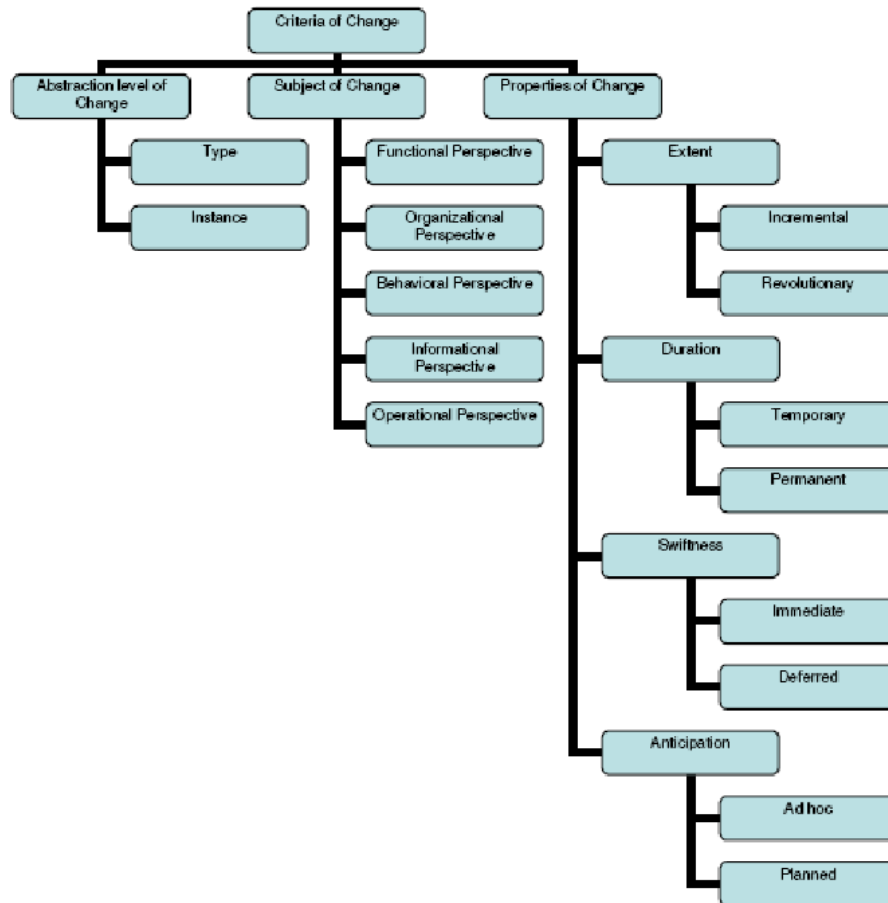 Criteria of Change
Abstraction level of
Change
Subject of Change
Properties of Change
Type
Functional Perspective
Extent
Instance
Organizational
Perspective
Incremental
Behavioral Perspective
Revolutionary
Informational
Perspective
Duration
Operational Perspective
Temporary
Permanent
Swiftness
Immediate
Deferred
Anticipation
Ad hoc
Planned